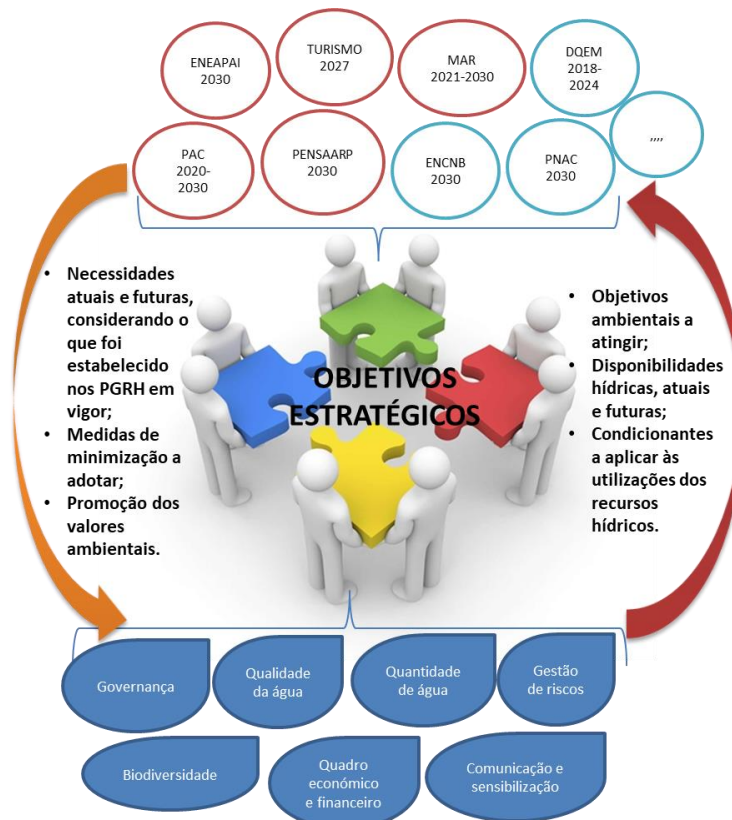 ENEAPAI
2030
TURISMO
2027
MAR
2021-2030
DQEM
2018-
2024
PAC
2020-
2030
PENSAARP
2030
ENCNB
2030
PNAC
2030
,,,,
• Necessidades
atuais e futuras,
considerando o
que foi
estabelecido
nos PGRH em
vigor;
• Medidas de
minimização a
adotar;
• Promoção dos
valores
ambientais.
OBJETIVOS
ESTRATÉGICOS
• Objetivos
ambientais a
atingir;
• Disponibilidades
hídricas, atuais
e futuras;
• Condicionantes
a aplicar às
utilizações dos
recursos
hídricos.
Governança
Qualidade
da água
Quantidade
de água
Gestão
de riscos
Biodiversidade
Quadro
económico
e financeiro
Comunicação e
sensibilização